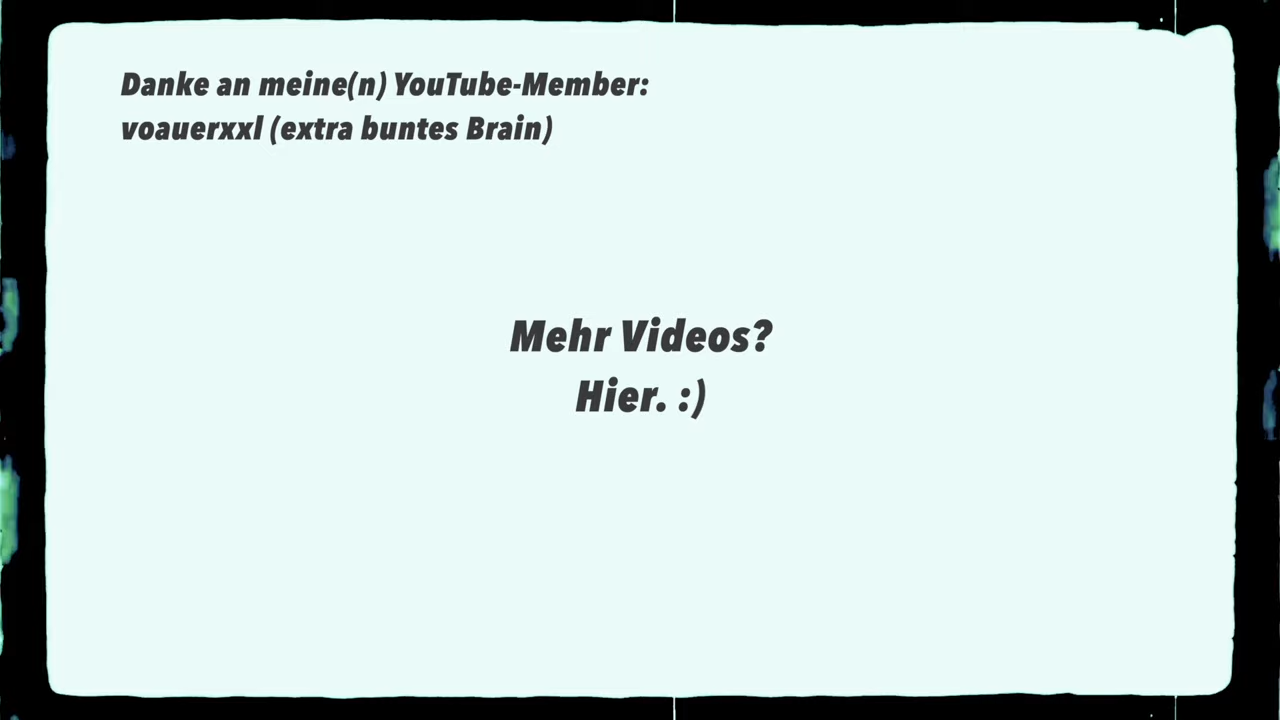 Danke an meine(n) YouTube-Member:
voauerxxl (extra buntes Brain)
Mehr Videos?
Hier. :)